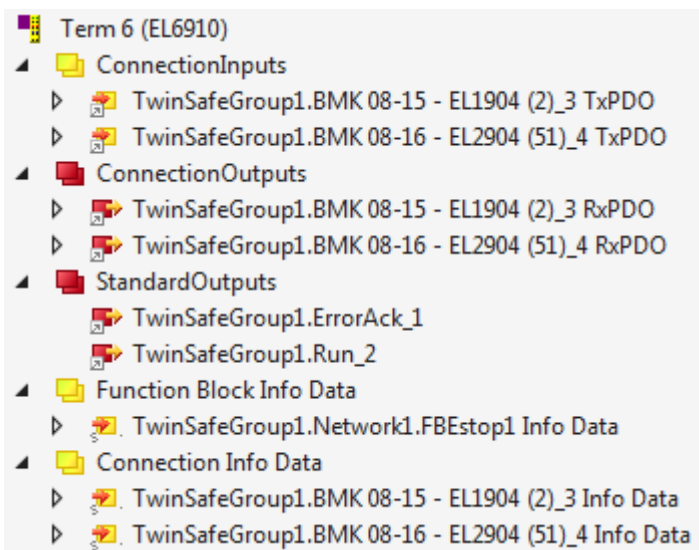 Term 6 (EL6910)
ConnectionInputs
TwinSafeGroup1.BMK 08-15 - EL1904 (2)_3 TxPDO
TwinSafeGroup1.BMK 08-16 - EL2904 (51)_4 TxPDO
ConnectionOutputs
TwinSafeGroup1.BMK 08-15 - EL1904 (2)_3 RxPDO
TwinSafeGroup1.BMK 08-16 - EL2904 (51)_4 RxPDO
StandardOutputs
TwinSafeGroup1.ErrorAck_1
TwinSafeGroup1.Run_2
Function Block Info Data
TwinSafeGroup1.Network1.FBEstop1 Info Data
Connection Info Data
TwinSafeGroup1.BMK 08-15 - EL1904 (2)_3 Info Data
TwinSafeGroup1.BMK 08-16 - EL2904 (51)_4 Info Data